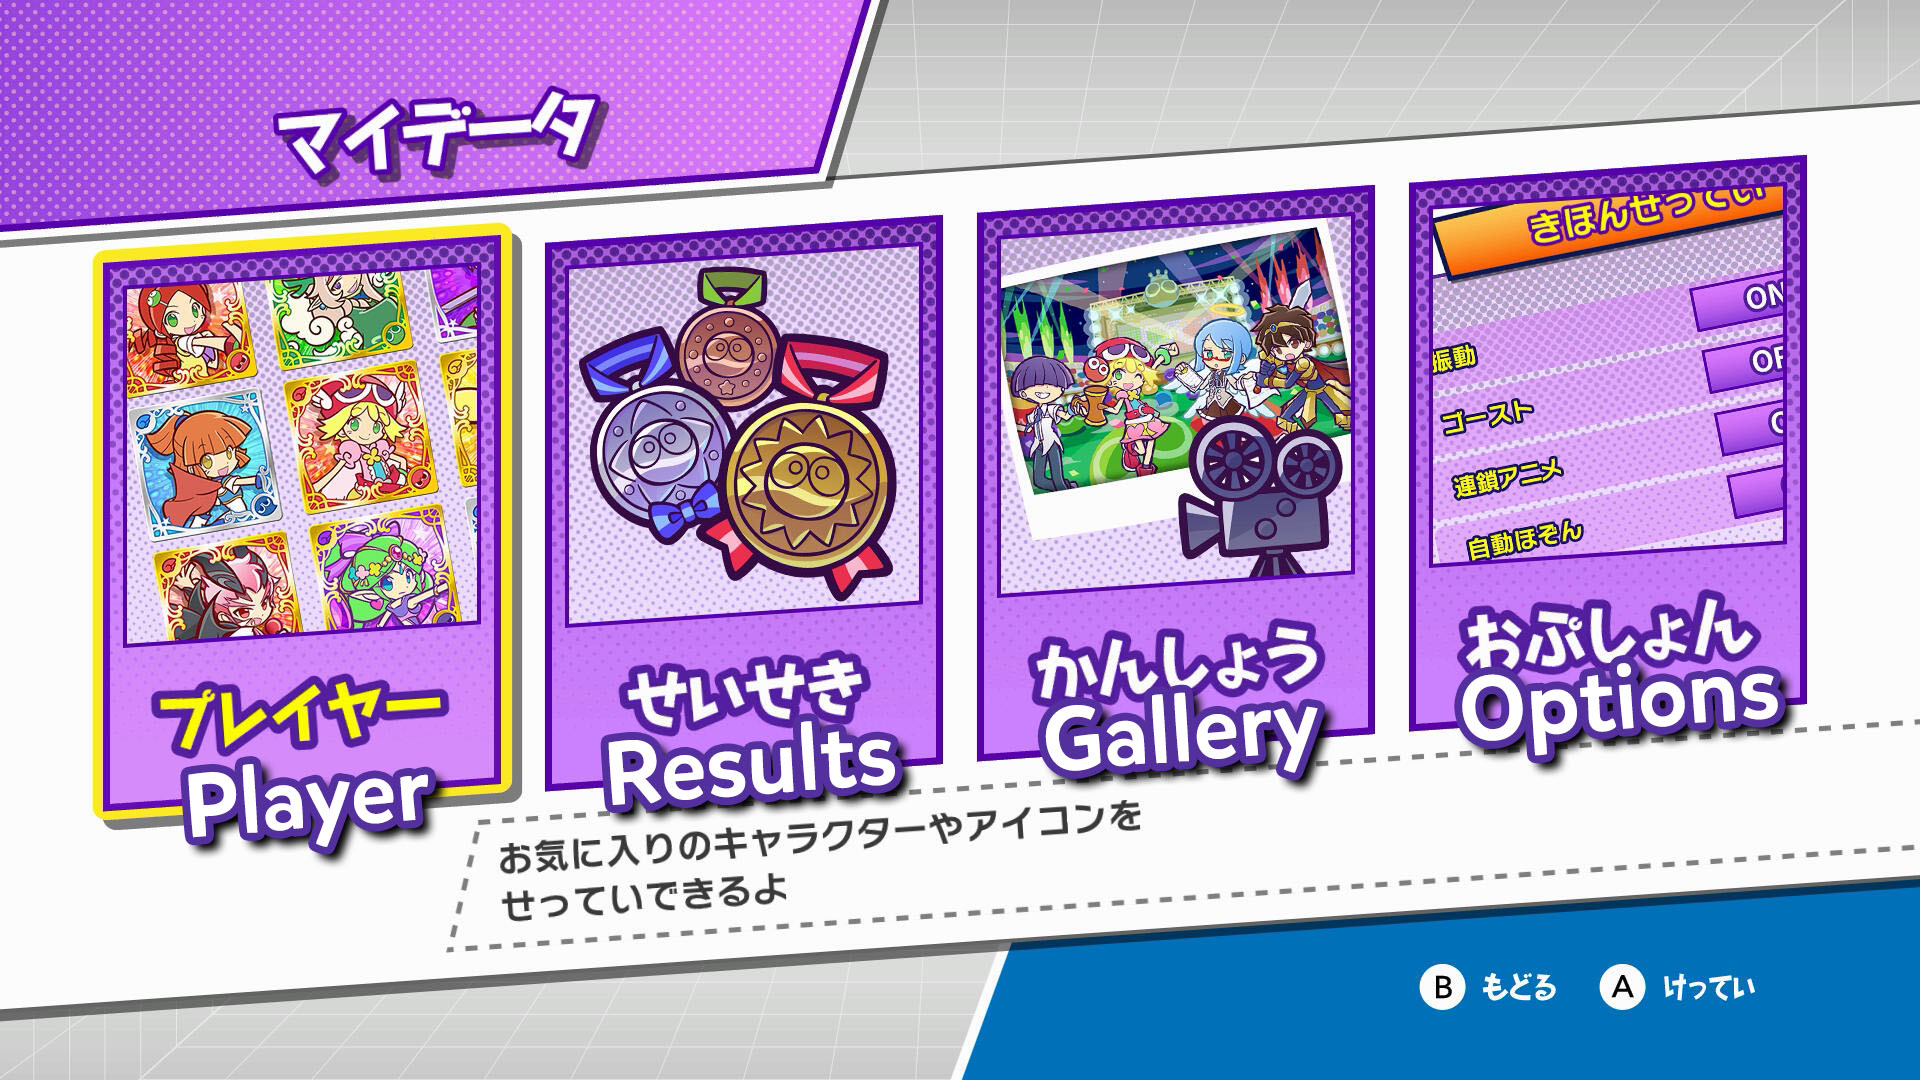 マイデータ
プレイヤー
Player
せいせき
Results
かんしょう
Gallery
きほんせってい
ON
振動
ゴースト
連鎖アニメ
自動ほぞん
おぷしょん
Options
お気に入りのキャラクターやアイコンを
せっていできるよ
B もどる A けってい